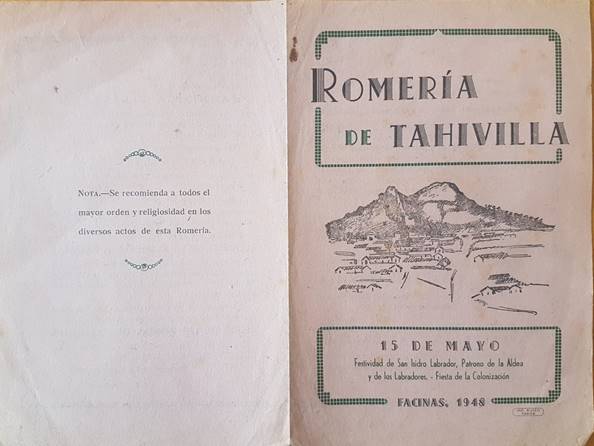 NOTA.—Se recomienda a todos el
mayor orden y religiosidad en los
diversos actos de esta Romería.
ROMERÍA
DE TAHIVILLA
15 DE MAYO
Festividad de San Isidro Labrador, Patrono de la Aldea
y de los Labradores. - Fiesta de la Colonización
FACINAS, 1948